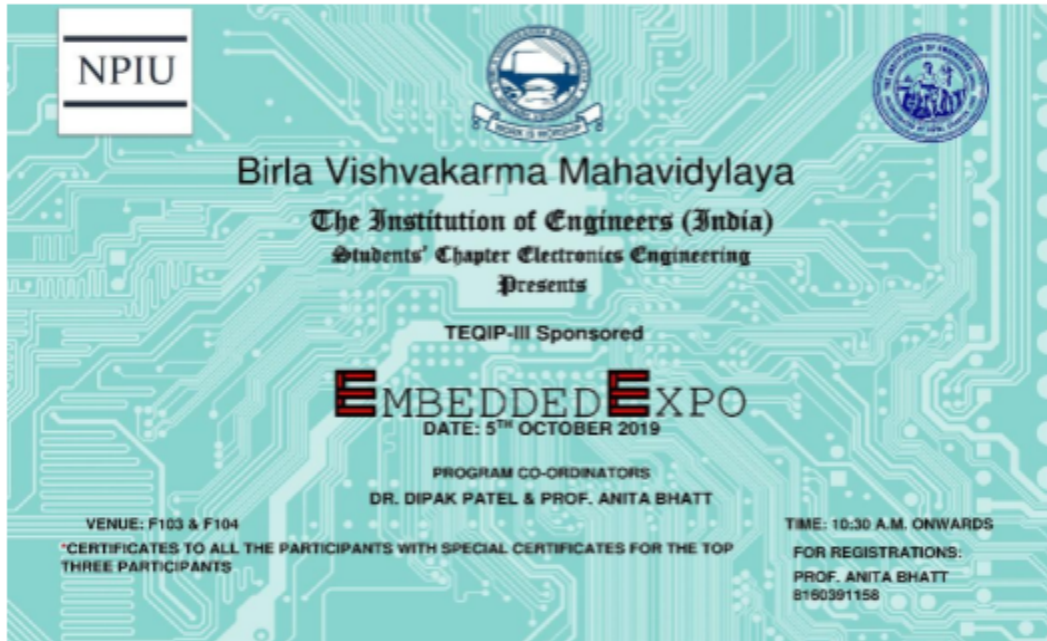 NPIU
WORK IS WORSHIP
Birla Vishvakarma Mahavidylaya
The Institution of Engineers (India)
Students' Chapter Electronics Engineering
Presents
TEQIP-III Sponsored
EMBEDDED EXPO
DATE: 5TH OCTOBER 2019
PROGRAM CO-ORDINATORS
DR. DIPAK PATEL & PROF. ANITA BHATT
VENUE: F103 & F104
*CERTIFICATES TO ALL THE PARTICIPANTS WITH SPECIAL CERTIFICATES FOR THE TOP
THREE PARTICIPANTS
TIME: 10:30 A.M. ONWARDS
FOR REGISTRATIONS:
PROF. ANITA BHATT
8160391158